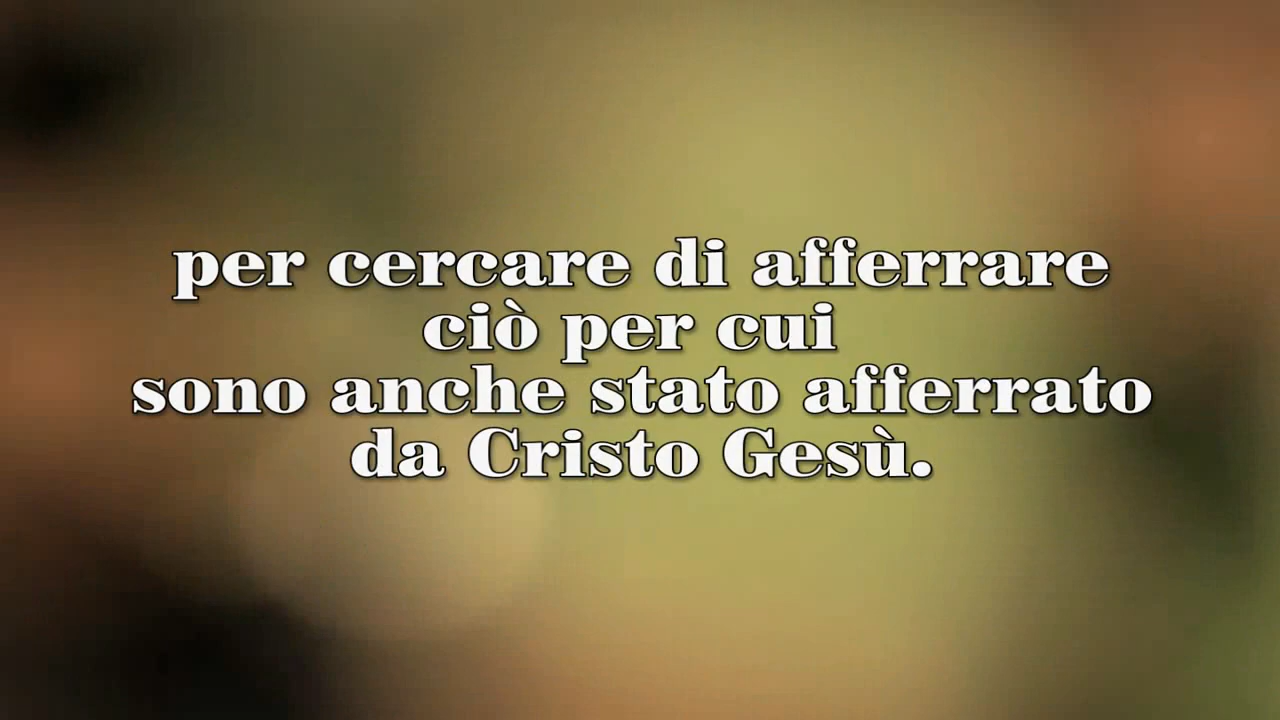 per cercare di afferrare
ciò per cui
sono anche stato afferrato
da Cristo Gesù.